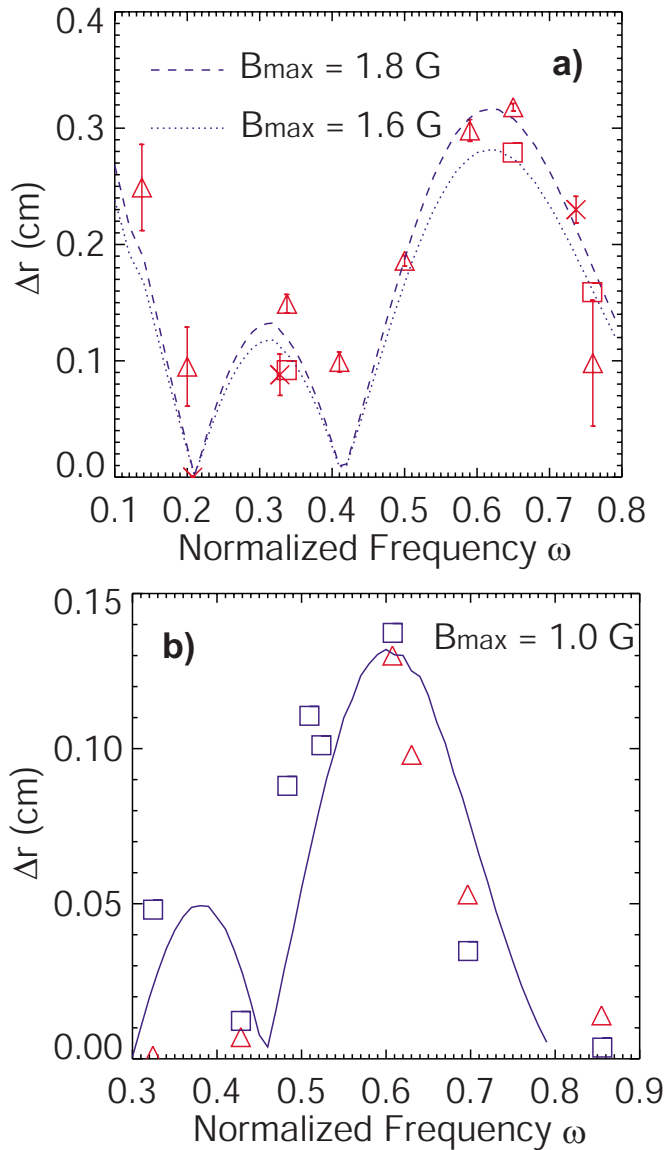 0.4
Bmax = 1.8 G
a)
Bmax = 1.6 G
0.3
0.2
0.1
0.0
Δr (cm)
0.1 0.2 0.3 0.4 0.5 0.6 0.7 0.8
Normalized Frequency ω
0.15
b)
Bmax = 1.0 G
0.10
0.05
0.00
Δr (cm)
0.3 0.4 0.5 0.6 0.7 0.8 0.9
Normalized Frequency ω